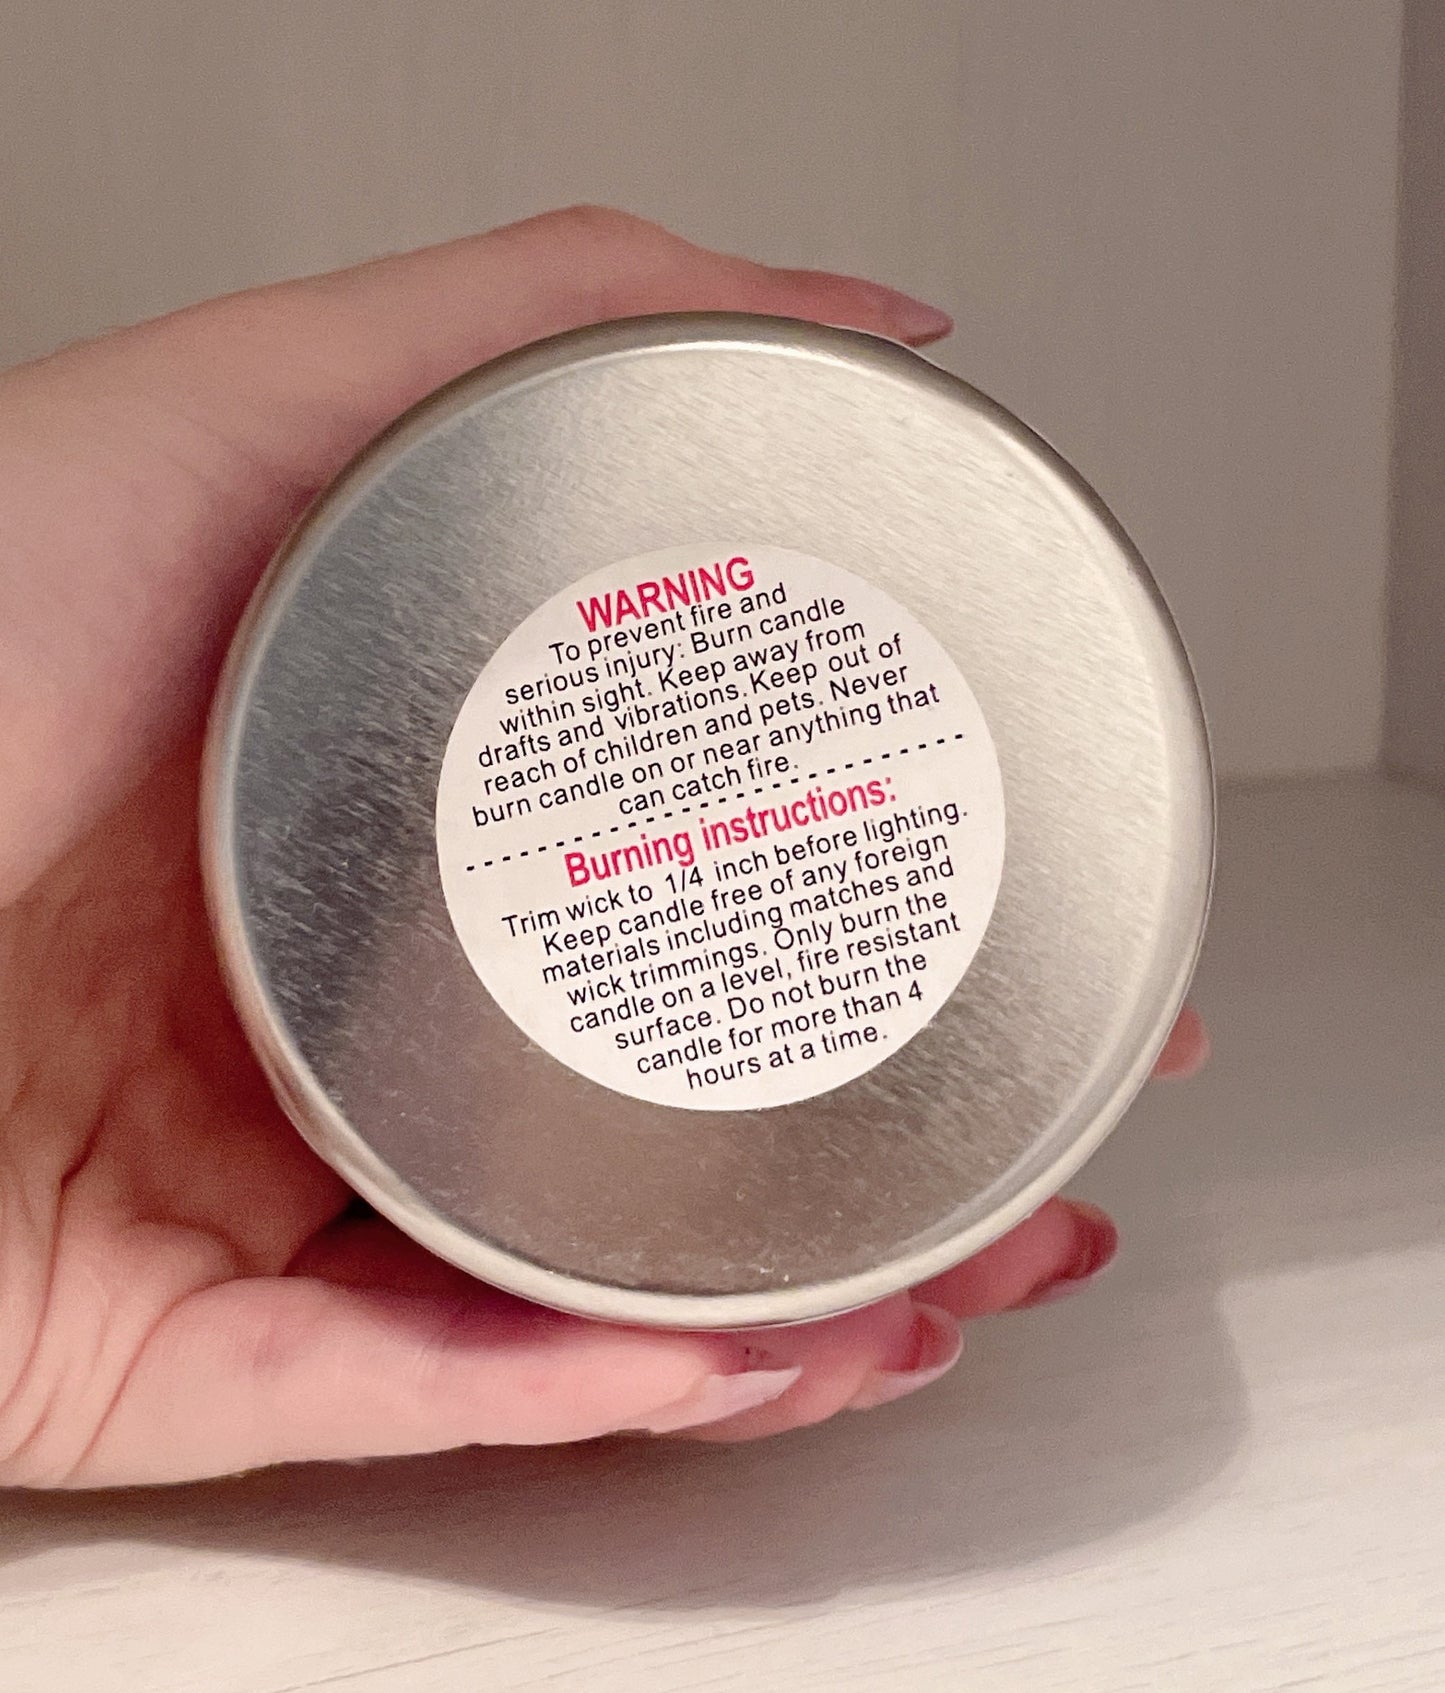 WARNING
To prevent fire and
serious injury: Burn candle
within sight. Keep away from
drafts and vibrations. Keep out of
reach of children and pets. Never
burn candle on or near anything that
can catch fire.
Burning instructions:
Trim wick to 1/4 inch before lighting.
Keep candle free of any foreign
materials including matches and
wick trimmings. Only burn the
candle on a level, fire resistant
surface. Do not burn the
candle for more than 4
hours at a time.